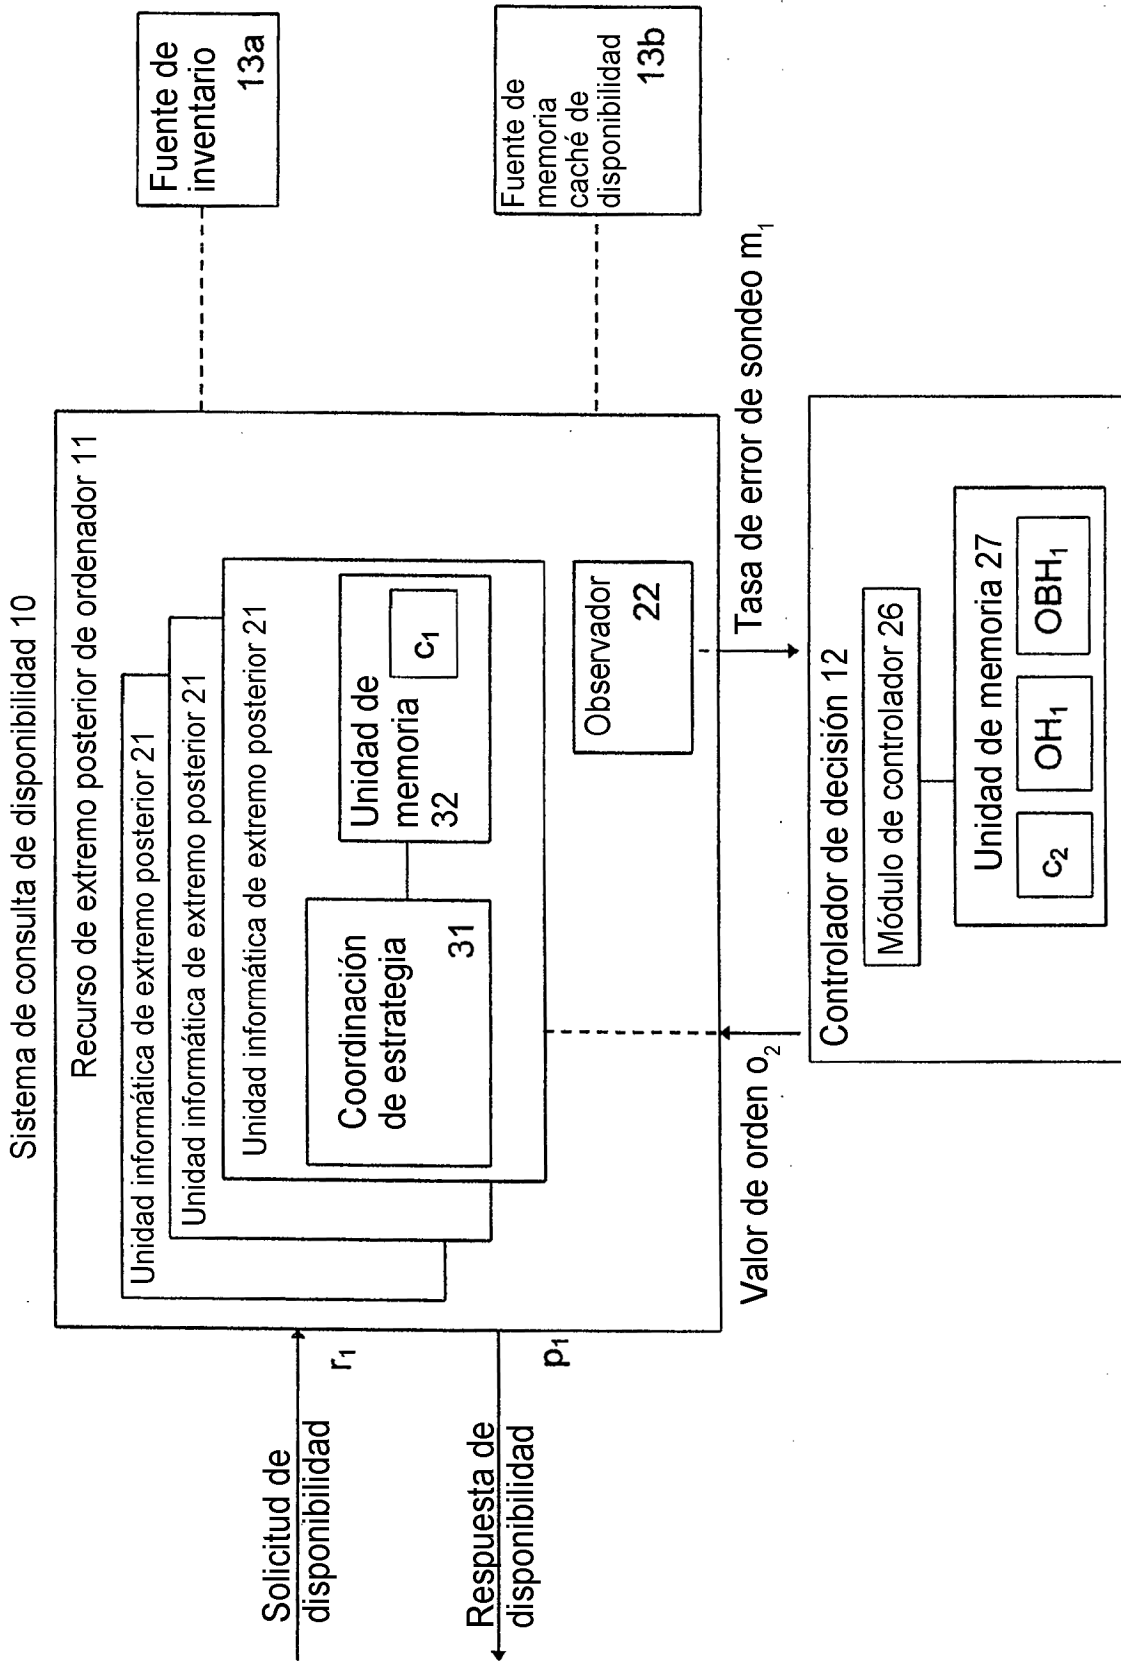 Sistema de consulta de disponibilidad 10
Recurso de extremo posterior de ordenador 11
Unidad informática de extremo posterior 21
Unidad informática de extremo posterior 21
Unidad informática de extremo posterior 21
Coordinación
de estrategia
31
Unidad de
memoria
32
c₁
Observador
22
Solicitud de
disponibilidad
r₁
Respuesta de
disponibilidad
p₁
Fuente de
inventario
13a
Fuente de
memoria
caché de
disponibilidad
13b
Valor de orden o₂
Tasa de error de sondeo m₁
Controlador de decisión 12
Módulo de controlador 26
Unidad de memoria 27
c₂
OH₁
OBH₁